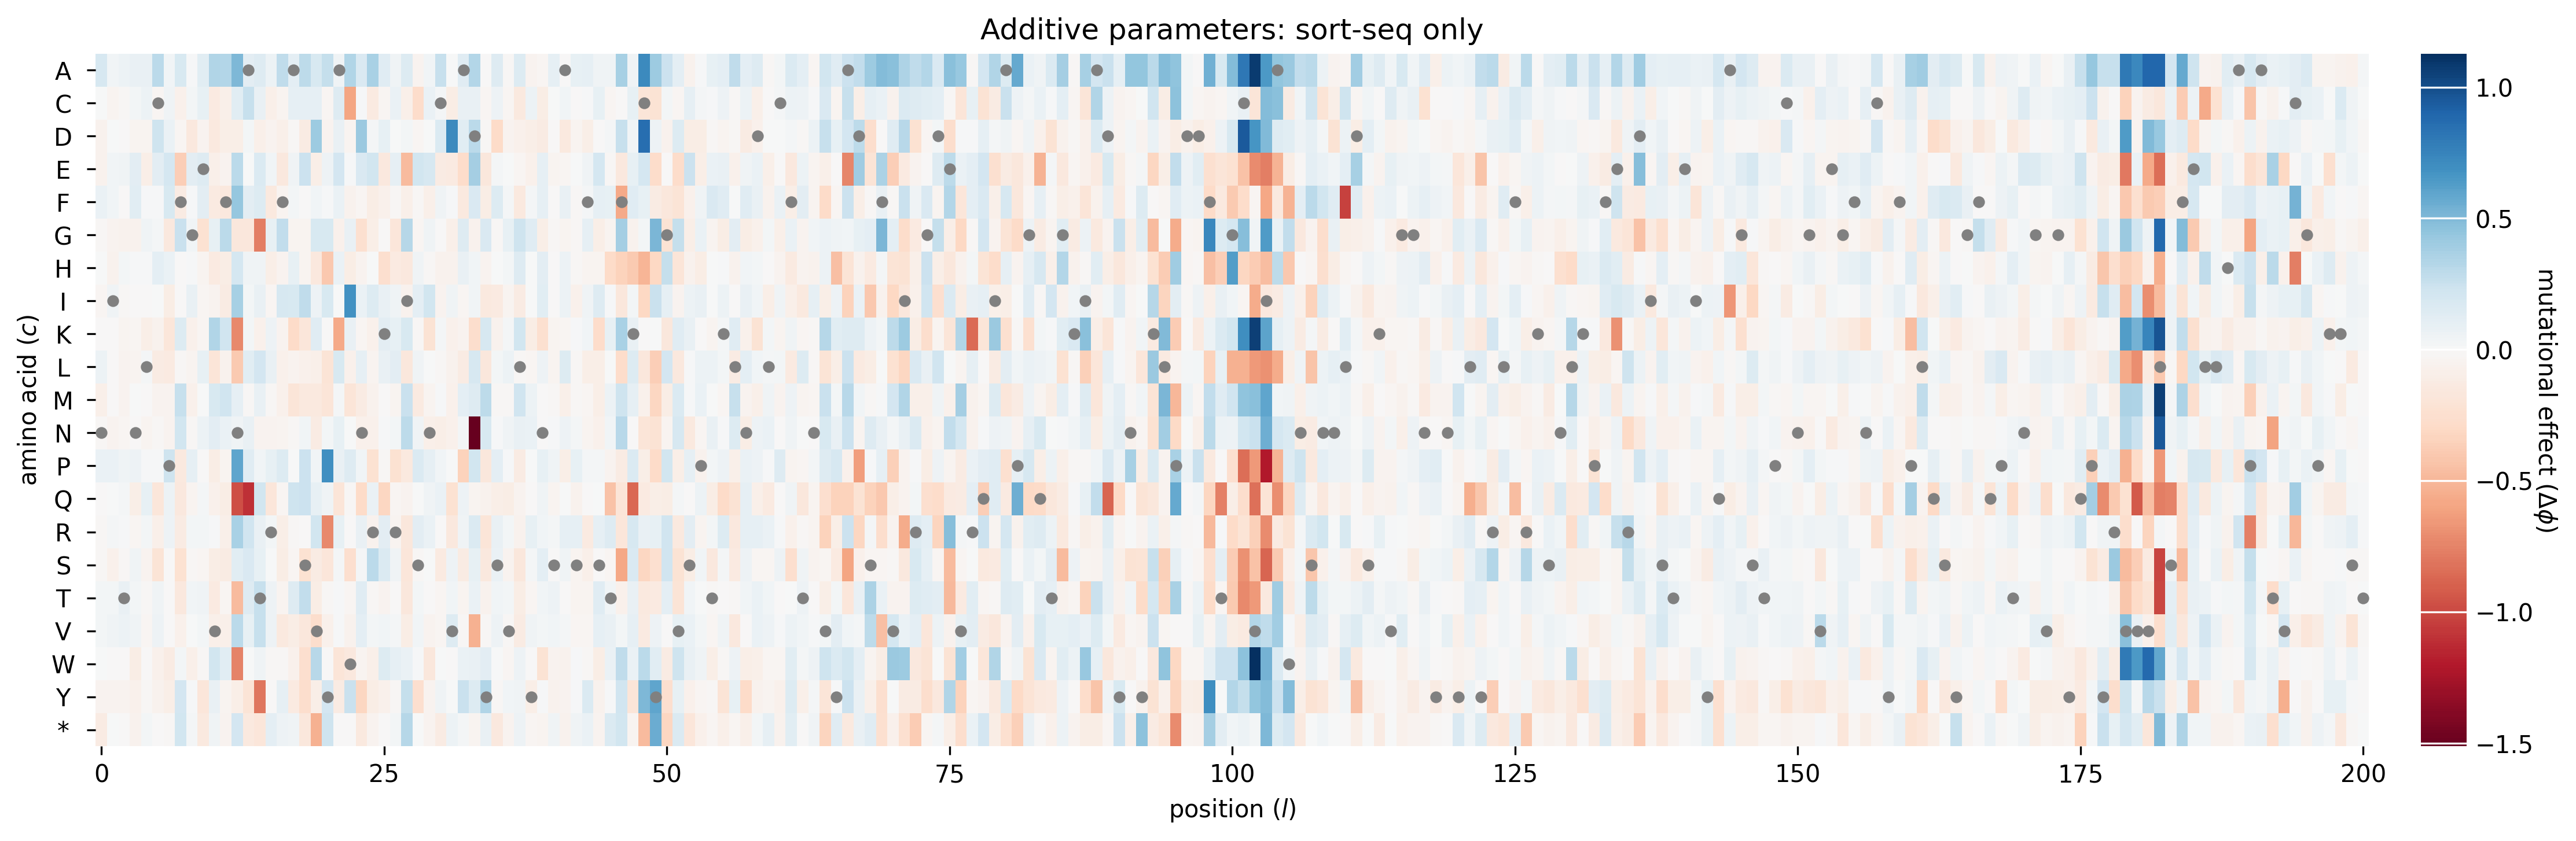 Additive parameters: sort-seq only
A
C
D
E
F
G
H
I
K
L
M
N
P
Q
R
S
T
V
W
Y
*
amino acid (c)
0 25 50 75 100 125 150 175 200
position (l)
1.0
0.5
0.0
−0.5
−1.0
−1.5
mutational effect (Δϕ)